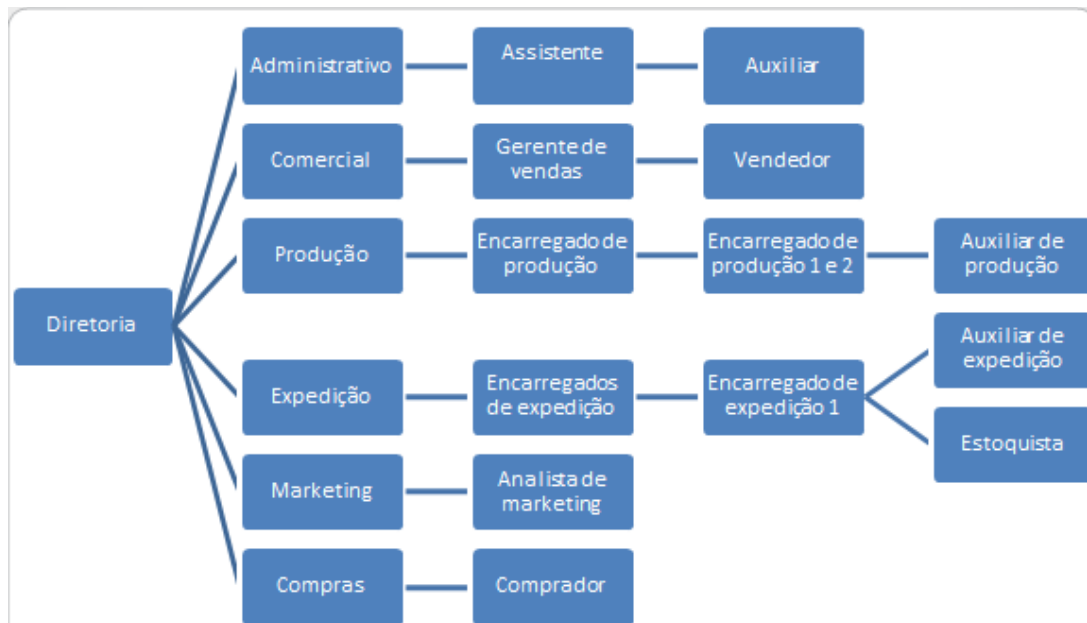 Administrativo
Assistente
Auxiliar
Comercial
Gerente de
vendas
Vendedor
Produção
Encarregado de
produção
Encarregado de
produção 1 e 2
Auxiliar de
produção
Diretoria
Expedição
Encarregados
de expedição
Encarregado de
expedição 1
Auxiliar de
expedição
Estoquista
Marketing
Analista de
marketing
Compras
Comprador